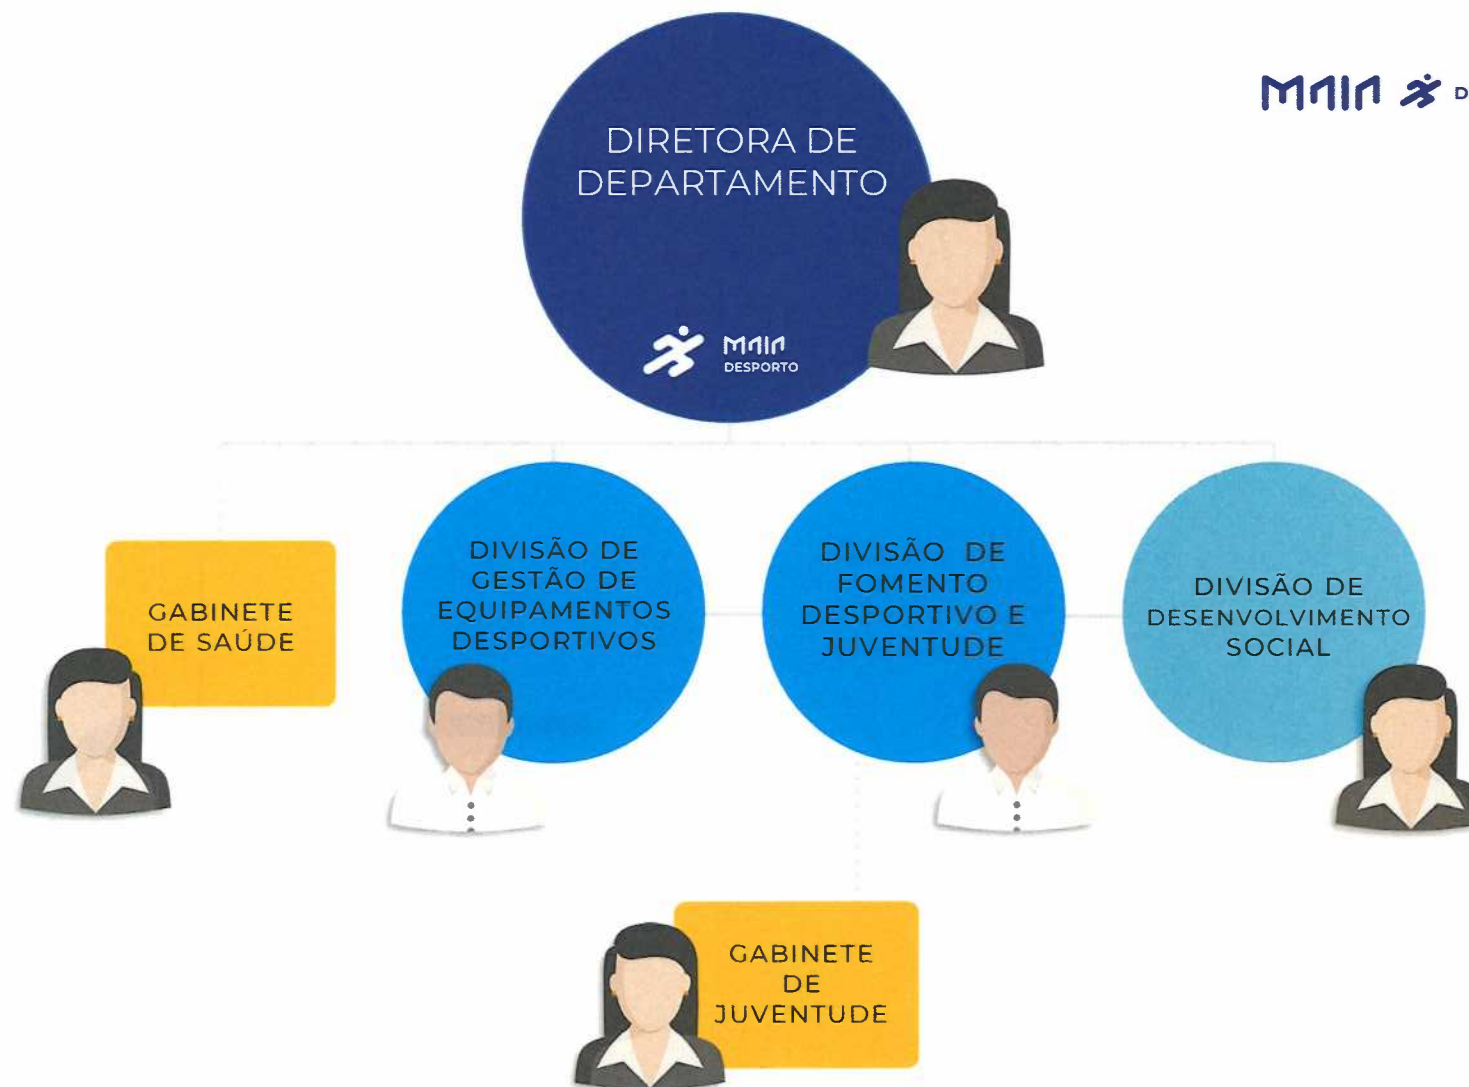 MAIA D
DIRETORA DE
DEPARTAMENTO
MAIA
DESPORTO
GABINETE
DE SAÚDE
DIVISÃO DE
GESTÃO DE
EQUIPAMENTOS
DESPORTIVOS
DIVISÃO DE
FOMENTO
DESPORTIVO E
JUVENTUDE
DIVISÃO DE
DESENVOLVIMENTO
SOCIAL
GABINETE
DE
JUVENTUDE